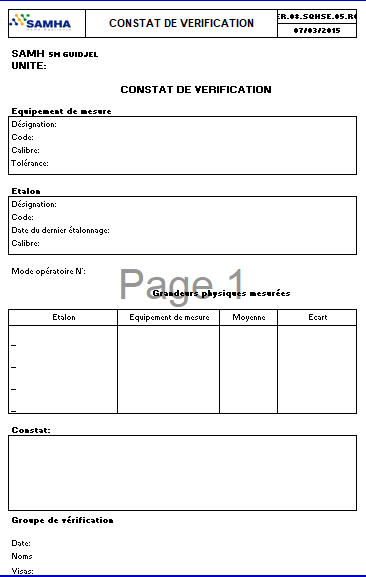 SAMHA
CONSTAT DE VERIFICATION
ER.08.SQHSE.05.R
07/03/2015
SAMH SM GUIDJEL
UNITE:
CONSTAT DE VERIFICATION
Equipement de mesure
Désignation:
Code:
Calibre:
Tolérance:
Etalon
Désignation:
Code:
Date du dernier étalonnage:
Calibre:
Mode opératoire N°:
Page 1
Grandeurs physiques mesurées
Etalon Equipement de mesure Moyenne Ecart
_
_
_
_
Constat:
Groupe de vérification
Date:
Noms
Visas: